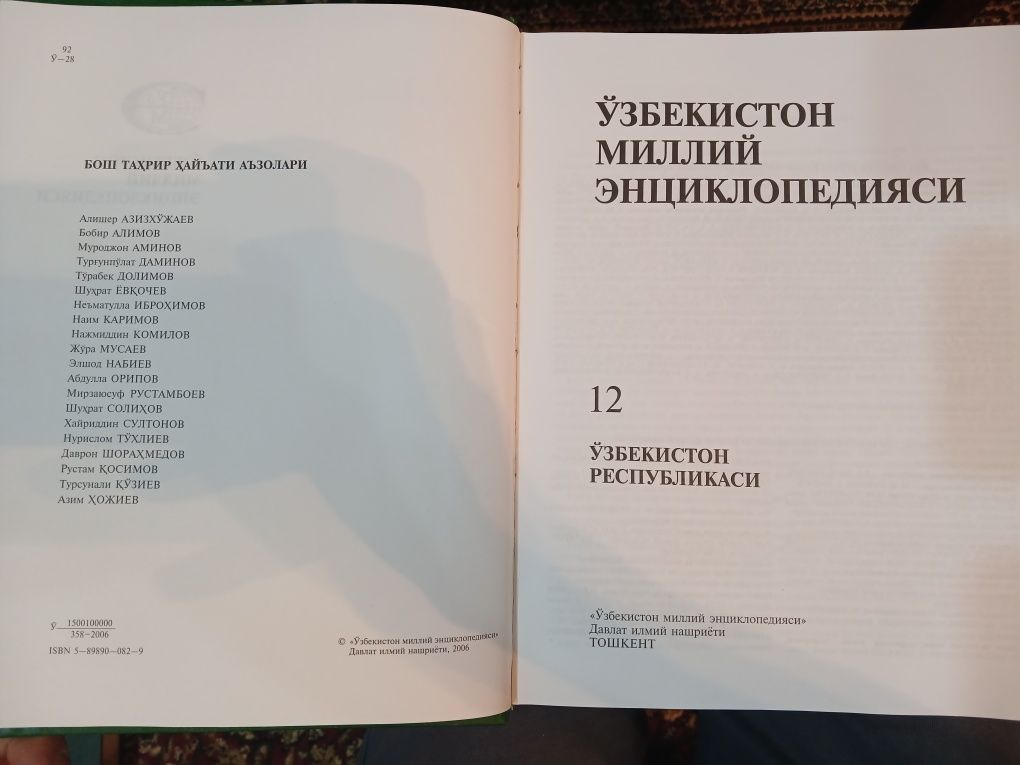 92
Ў—28
БОШ ТАҲРИР ҲАЙЪАТИ АЪЗОЛАРИ
Алишер АЗИЗХЎЖАЕВ
Бобир АЛИМОВ
Муроджон АМИНОВ
Турғунпўлат ДАМИНОВ
Тўрабек ДОЛИМОВ
Шуҳрат ЁВҚОЧЕВ
Неъматулла ИБРОҲИМОВ
Наим КАРИМОВ
Нажмиддин КОМИЛОВ
Жўра МУСАЕВ
Элшод НАБИЕВ
Абдулла ОРИПОВ
Мирзаюсуф РУСТАМБОЕВ
Шуҳрат СОЛИҲОВ
Хайриддин СУЛТОНОВ
Нурислом ТЎХЛИЕВ
Даврон ШОРАҲМЕДОВ
Рустам ҚОСИМОВ
Турсунали ҚЎЗИЕВ
Азим ҲОЖИЕВ
Ў 1500100000
358—2006
ISBN 5—89890—082—9
© «Ўзбекистон миллий энциклопедияси»
Давлат илмий нашриёти, 2006
ЎЗБЕКИСТОН
МИЛЛИЙ
ЭНЦИКЛОПЕДИЯСИ
12
ЎЗБЕКИСТОН
РЕСПУБЛИКАСИ
«Ўзбекистон миллий энциклопедияси»
Давлат илмий нашриёти
ТОШКЕНТ